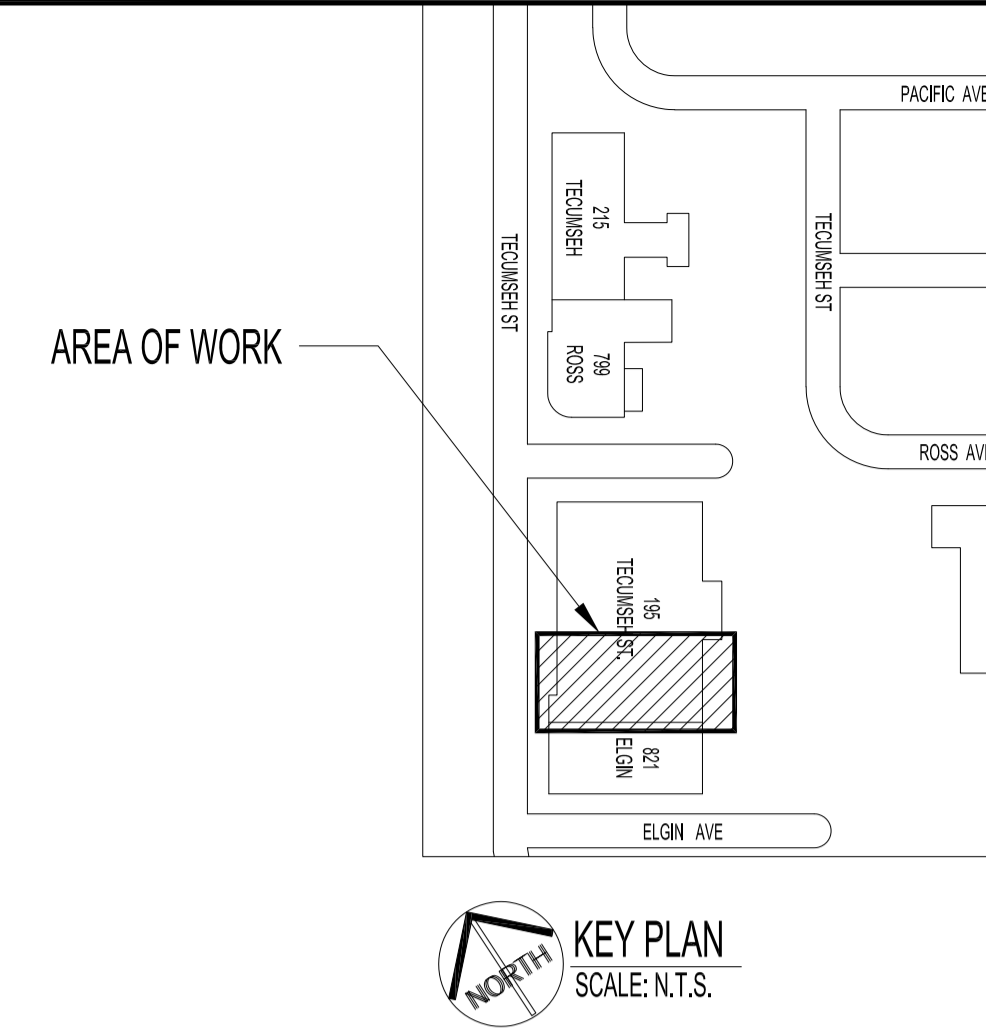 PACIFIC AVE
215
TECUMSEH
TECUMSEH ST
TECUMSEH ST
AREA OF WORK
799
ROSS
ROSS AVE
195
TECUMSEH ST.
821
ELGIN
ELGIN AVE
NORTH
KEY PLAN
SCALE: N.T.S.